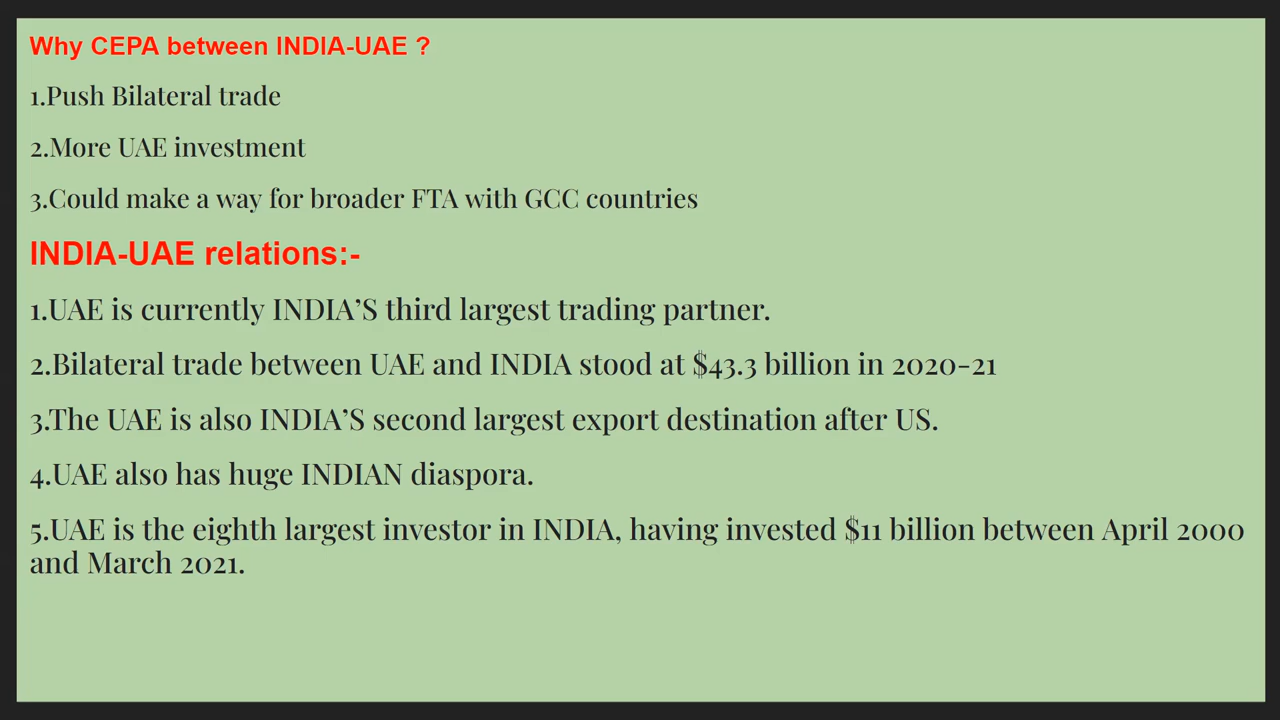 Why CEPA between INDIA-UAE ?
1.Push Bilateral trade
2.More UAE investment
3.Could make a way for broader FTA with GCC countries
INDIA-UAE relations:-
1.UAE is currently INDIA’S third largest trading partner.
2.Bilateral trade between UAE and INDIA stood at $43.3 billion in 2020-21
3.The UAE is also INDIA’S second largest export destination after US.
4.UAE also has huge INDIAN diaspora.
5.UAE is the eighth largest investor in INDIA, having invested $11 billion between April 2000
and March 2021.